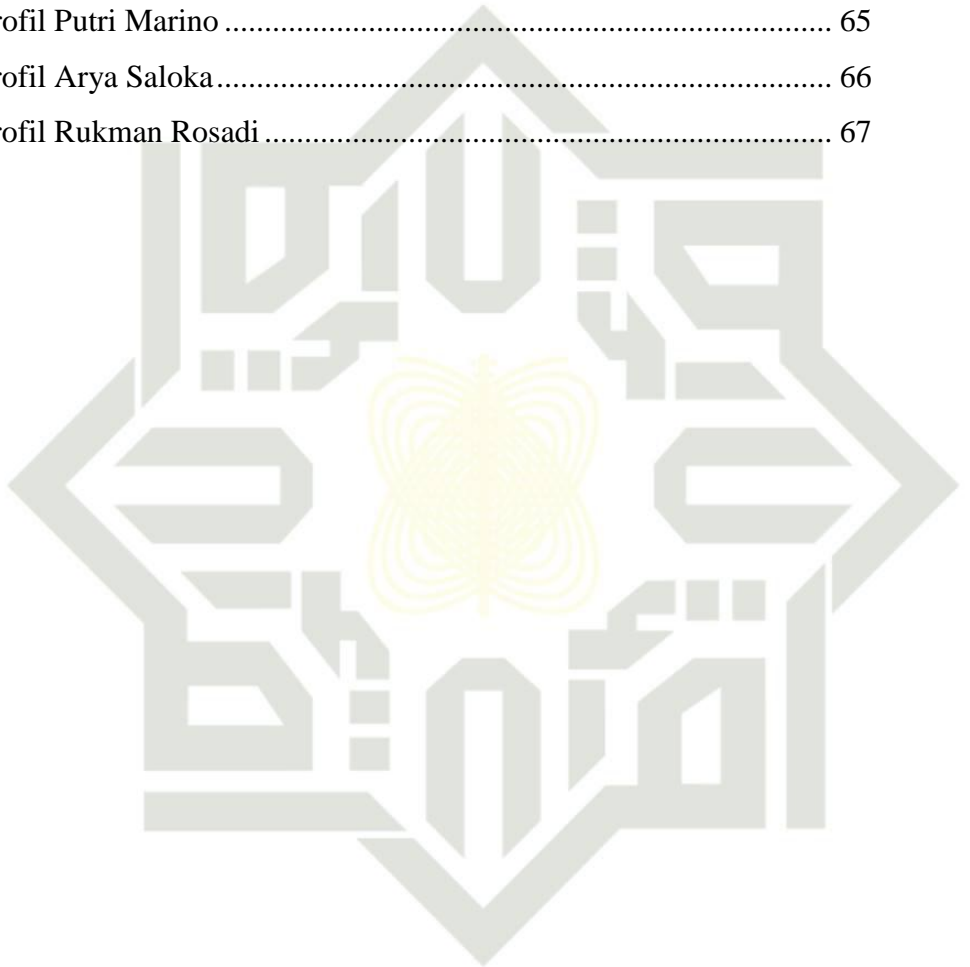 rofil Putri Marino ........................................................................... 65
rofil Arya Saloka ............................................................................ 66
rofil Rukman Rosadi ...................................................................... 67